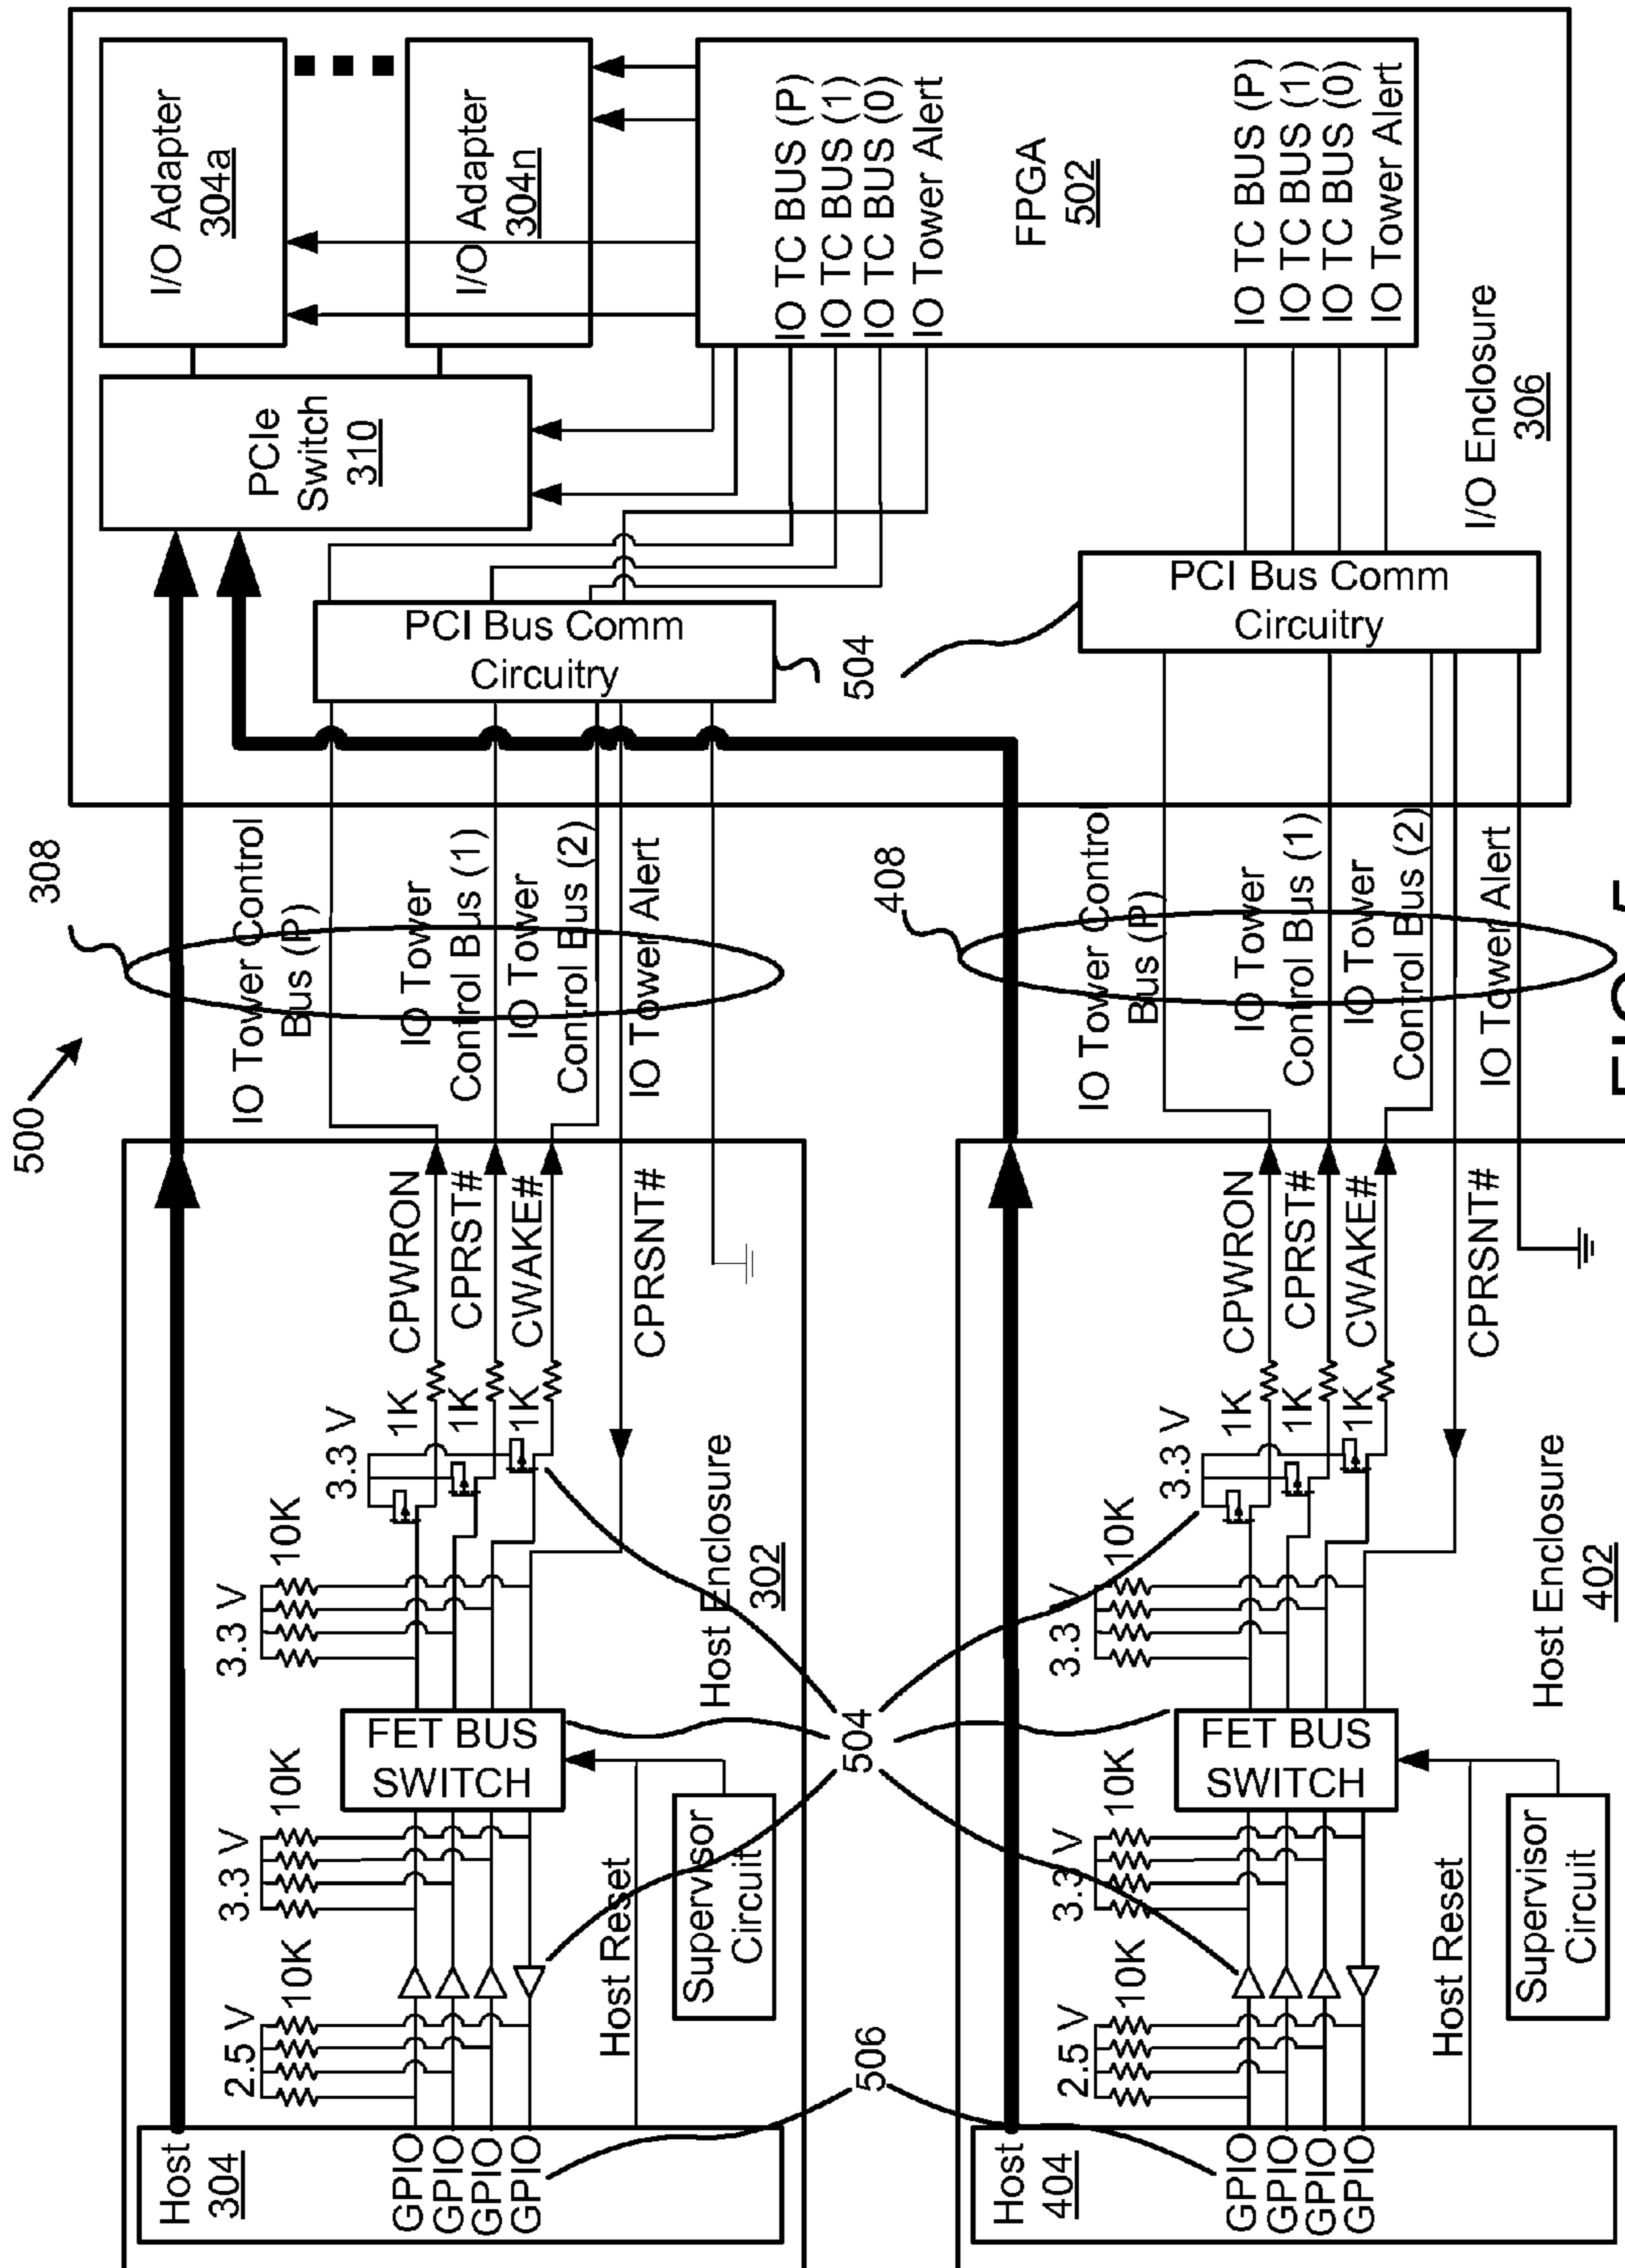 500
308
408
Host
304
GPIO
GPIO
GPIO
GPIO
2.5 V
10K
3.3 V
10K
3.3 V
10K
3.3 V
1K
1K
1K
FET BUS
SWITCH
Host Reset
Supervisor
Circuit
Host Enclosure
302
CPWRON
CPRST#
CWAKE#
CPRSNT#
IO Tower Control
Bus (P)
IO Tower
Control Bus (1)
IO Tower
Control Bus (2)
IO Tower Alert
504
506
Host
404
GPIO
GPIO
GPIO
GPIO
2.5 V
10K
3.3 V
10K
3.3 V
10K
3.3 V
1K
1K
1K
FET BUS
SWITCH
Host Reset
Supervisor
Circuit
Host Enclosure
402
CPWRON
CPRST#
CWAKE#
CPRSNT#
IO Tower Control
Bus (P)
IO Tower
Control Bus (1)
IO Tower
Control Bus (2)
IO Tower Alert
PCIe
Switch
310
I/O Adapter
304a
I/O Adapter
304n
PCI Bus Comm
Circuitry
504
PCI Bus Comm
Circuitry
IO TC BUS (P)
IO TC BUS (1)
IO TC BUS (0)
IO Tower Alert
FPGA
502
IO TC BUS (P)
IO TC BUS (1)
IO TC BUS (0)
IO Tower Alert
I/O Enclosure
306